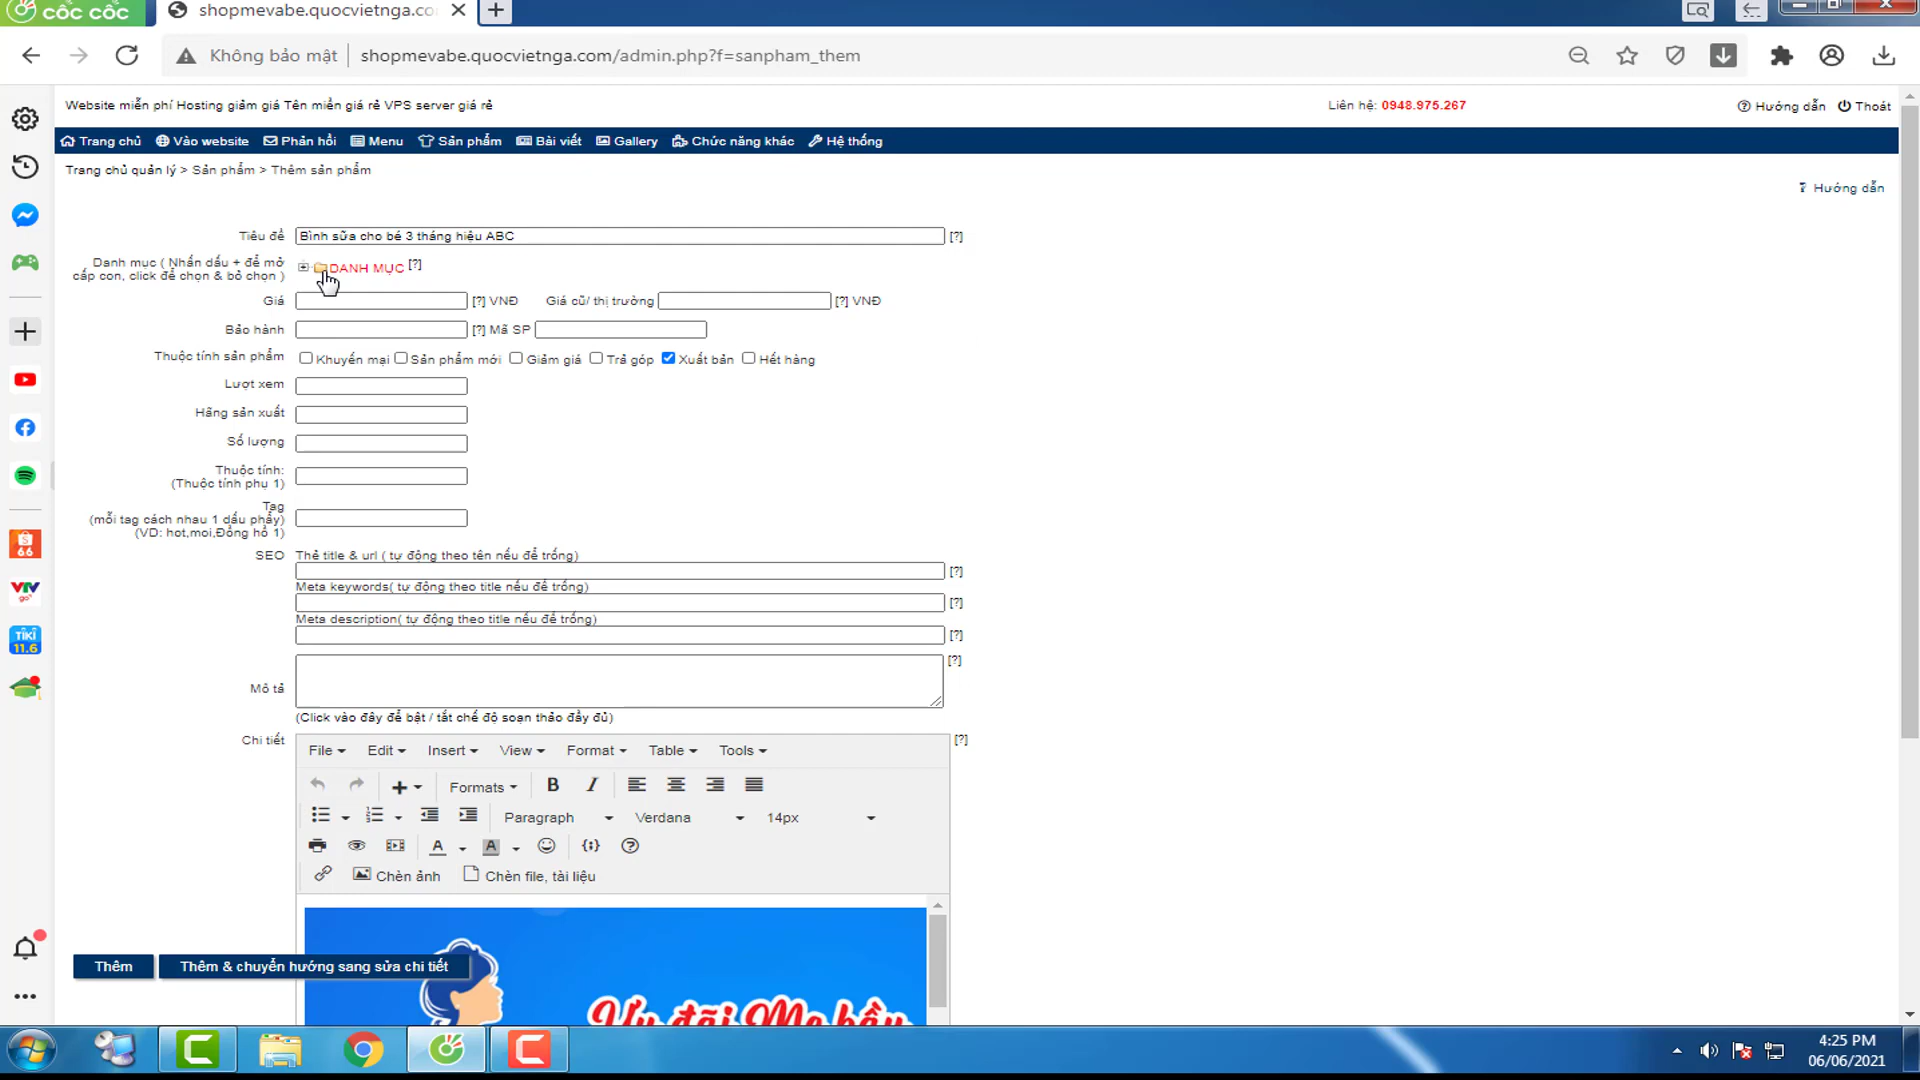 cốc cốc
shopmevabe.quocvietnga.co
Không bảo mật
shopmevabe.quocvietnga.com/admin.php?f=sanpham_them
Website miễn phí Hosting giảm giá Tên miền giá rẻ VPS server giá rẻ
Liên hệ: 0948.975.267
Hướng dẫn
Thoát
Trang chủ
Vào website
Phản hồi
Menu
Sản phẩm
Bài viết
Gallery
Chức năng khác
Hệ thống
Trang chủ quản lý > Sản phẩm > Thêm sản phẩm
Hướng dẫn
Tiêu đề
Bình sữa cho bé 3 tháng hiệu ABC
[?]
Danh mục ( Nhấn dấu + để mở
cấp con, click để chọn & bỏ chọn )
DANH MỤC [?]
Giá
[?] VNĐ
Giá cũ/ thị trường
[?] VNĐ
Bảo hành
[?] Mã SP
Thuộc tính sản phẩm
Khuyến mại
Sản phẩm mới
Giảm giá
Trả góp
Xuất bản
Hết hàng
Lượt xem
Hãng sản xuất
Số lượng
Thuộc tính:
(Thuộc tính phụ 1)
Tag
(mỗi tag cách nhau 1 dấu phẩy)
(VD: hot,moi,Đồng hồ 1)
SEO
Thẻ title & url ( tự động theo tên nếu để trống)
[?]
Meta keywords( tự động theo title nếu để trống)
[?]
Meta description( tự động theo title nếu để trống)
[?]
Mô tả
[?]
(Click vào đây để bật / tắt chế độ soạn thảo đầy đủ)
Chi tiết
[?]
File
Edit
Insert
View
Format
Table
Tools
Formats
B
I
Paragraph
Verdana
14px
A
A
Chèn ảnh
Chèn file, tài liệu
Ưu đãi Mẹ bầu
Thêm
Thêm & chuyển hướng sang sửa chi tiết
6.6
VTV
go
TIKI
11.6
4:25 PM
06/06/2021